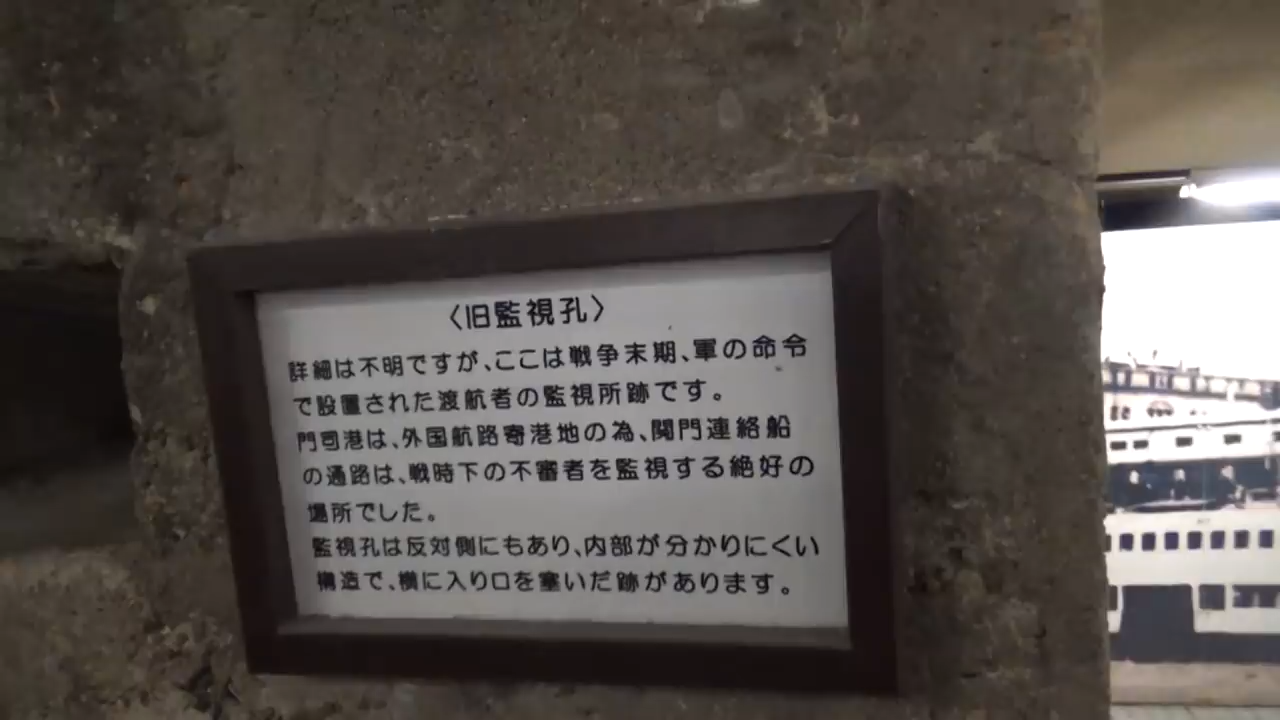 〈旧監視孔〉
詳細は不明ですが、ここは戦争末期、軍の命令
で設置された渡航者の監視所跡です。
門司港は、外国航路寄港地の為、関門連絡船
の通路は、戦時下の不審者を監視する絶好の
場所でした。
監視孔は反対側にもあり、内部が分かりにくい
構造で、横に入り口を塞いだ跡があります。